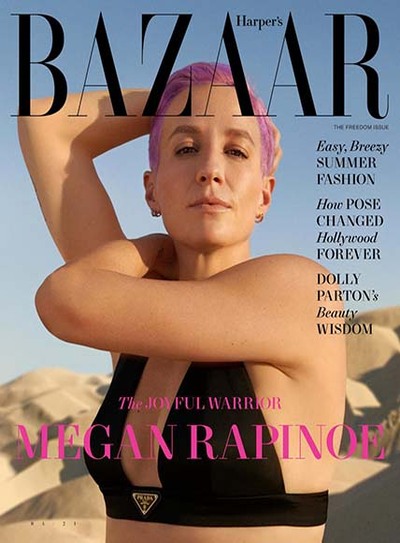 Harper's
BAZAAR
THE FREEDOM ISSUE
Easy, Breezy
SUMMER
FASHION
How POSE
CHANGED
Hollywood
FOREVER
DOLLY
PARTON's
Beauty
WISDOM
The JOYFUL WARRIOR
MEGAN RAPINOE
PRADA